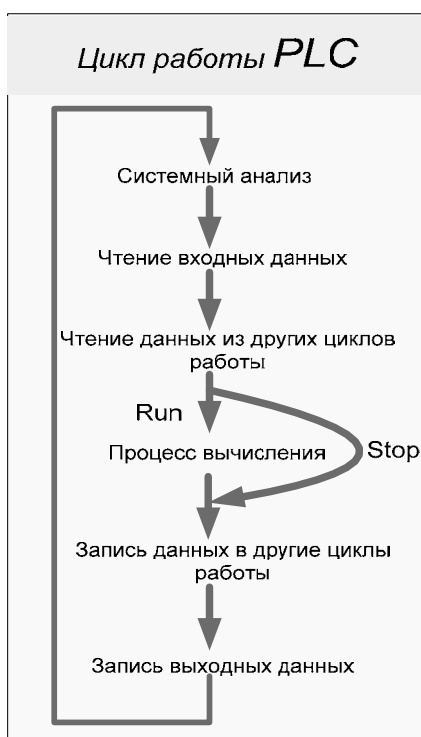 Цикл работы PLC
Системный анализ
Чтение входных данных
Чтение данных из других циклов
работы
Run
Процесс вычисления
Stop
Запись данных в другие циклы
работы
Запись выходных данных